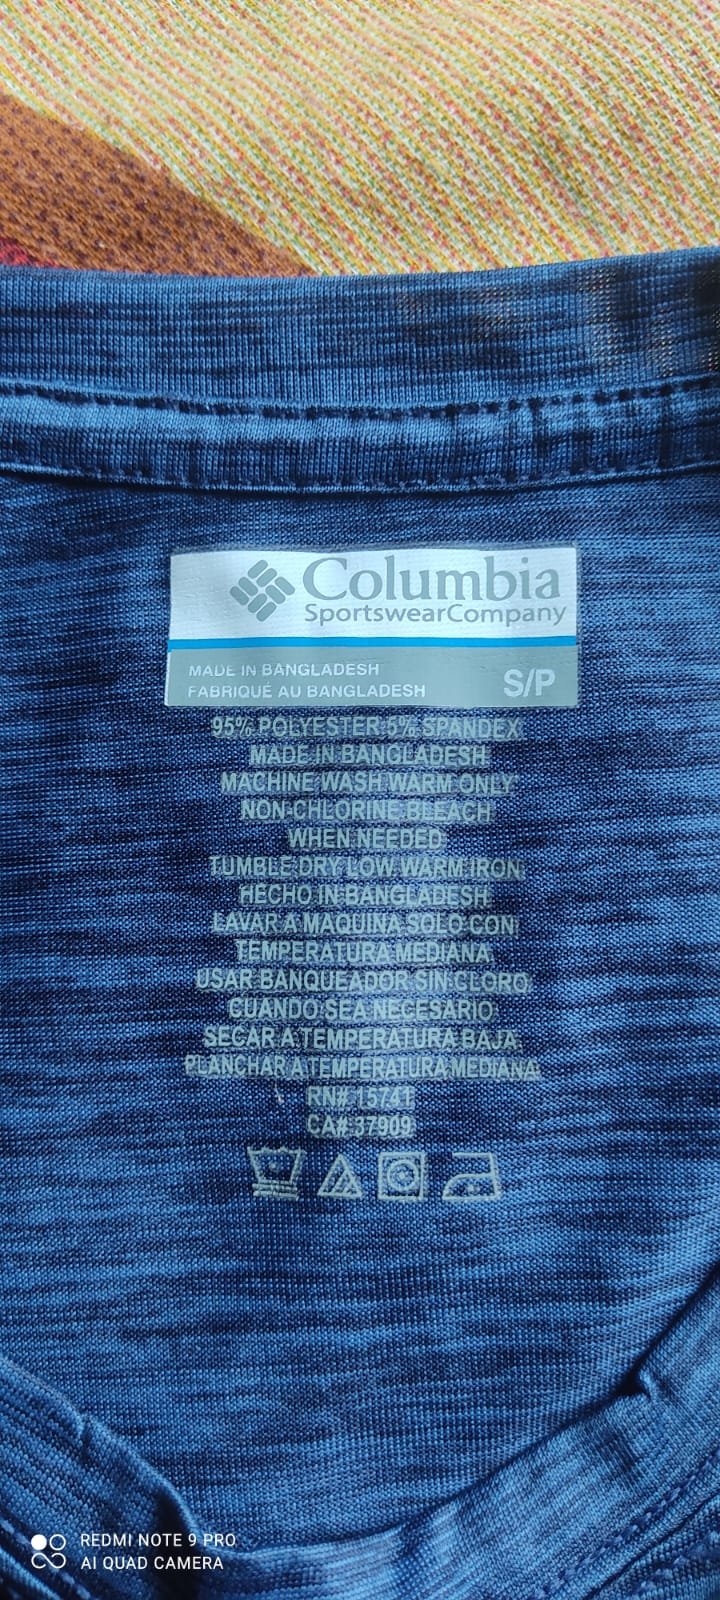 Columbia
SportswearCompany
MADE IN BANGLADESH
FABRIQUÉ AU BANGLADESH
S/P
95% POLYESTER 5% SPANDEX
MADE IN BANGLADESH
MACHINE WASH WARM ONLY
NON-CHLORINE BLEACH
WHEN NEEDED
TUMBLE DRY LOW WARM IRON
HECHO IN BANGLADESH
LAVAR A MAQUINA SOLO CON
TEMPERATURA MEDIANA
USAR BANQUEADOR SIN CLORO
CUANDO SEA NECESARIO
SECAR A TEMPERATURA BAJA
PLANCHAR A TEMPERATURA MEDIANA
RN# 15741
CA# 37909
REDMI NOTE 9 PRO
AI QUAD CAMERA